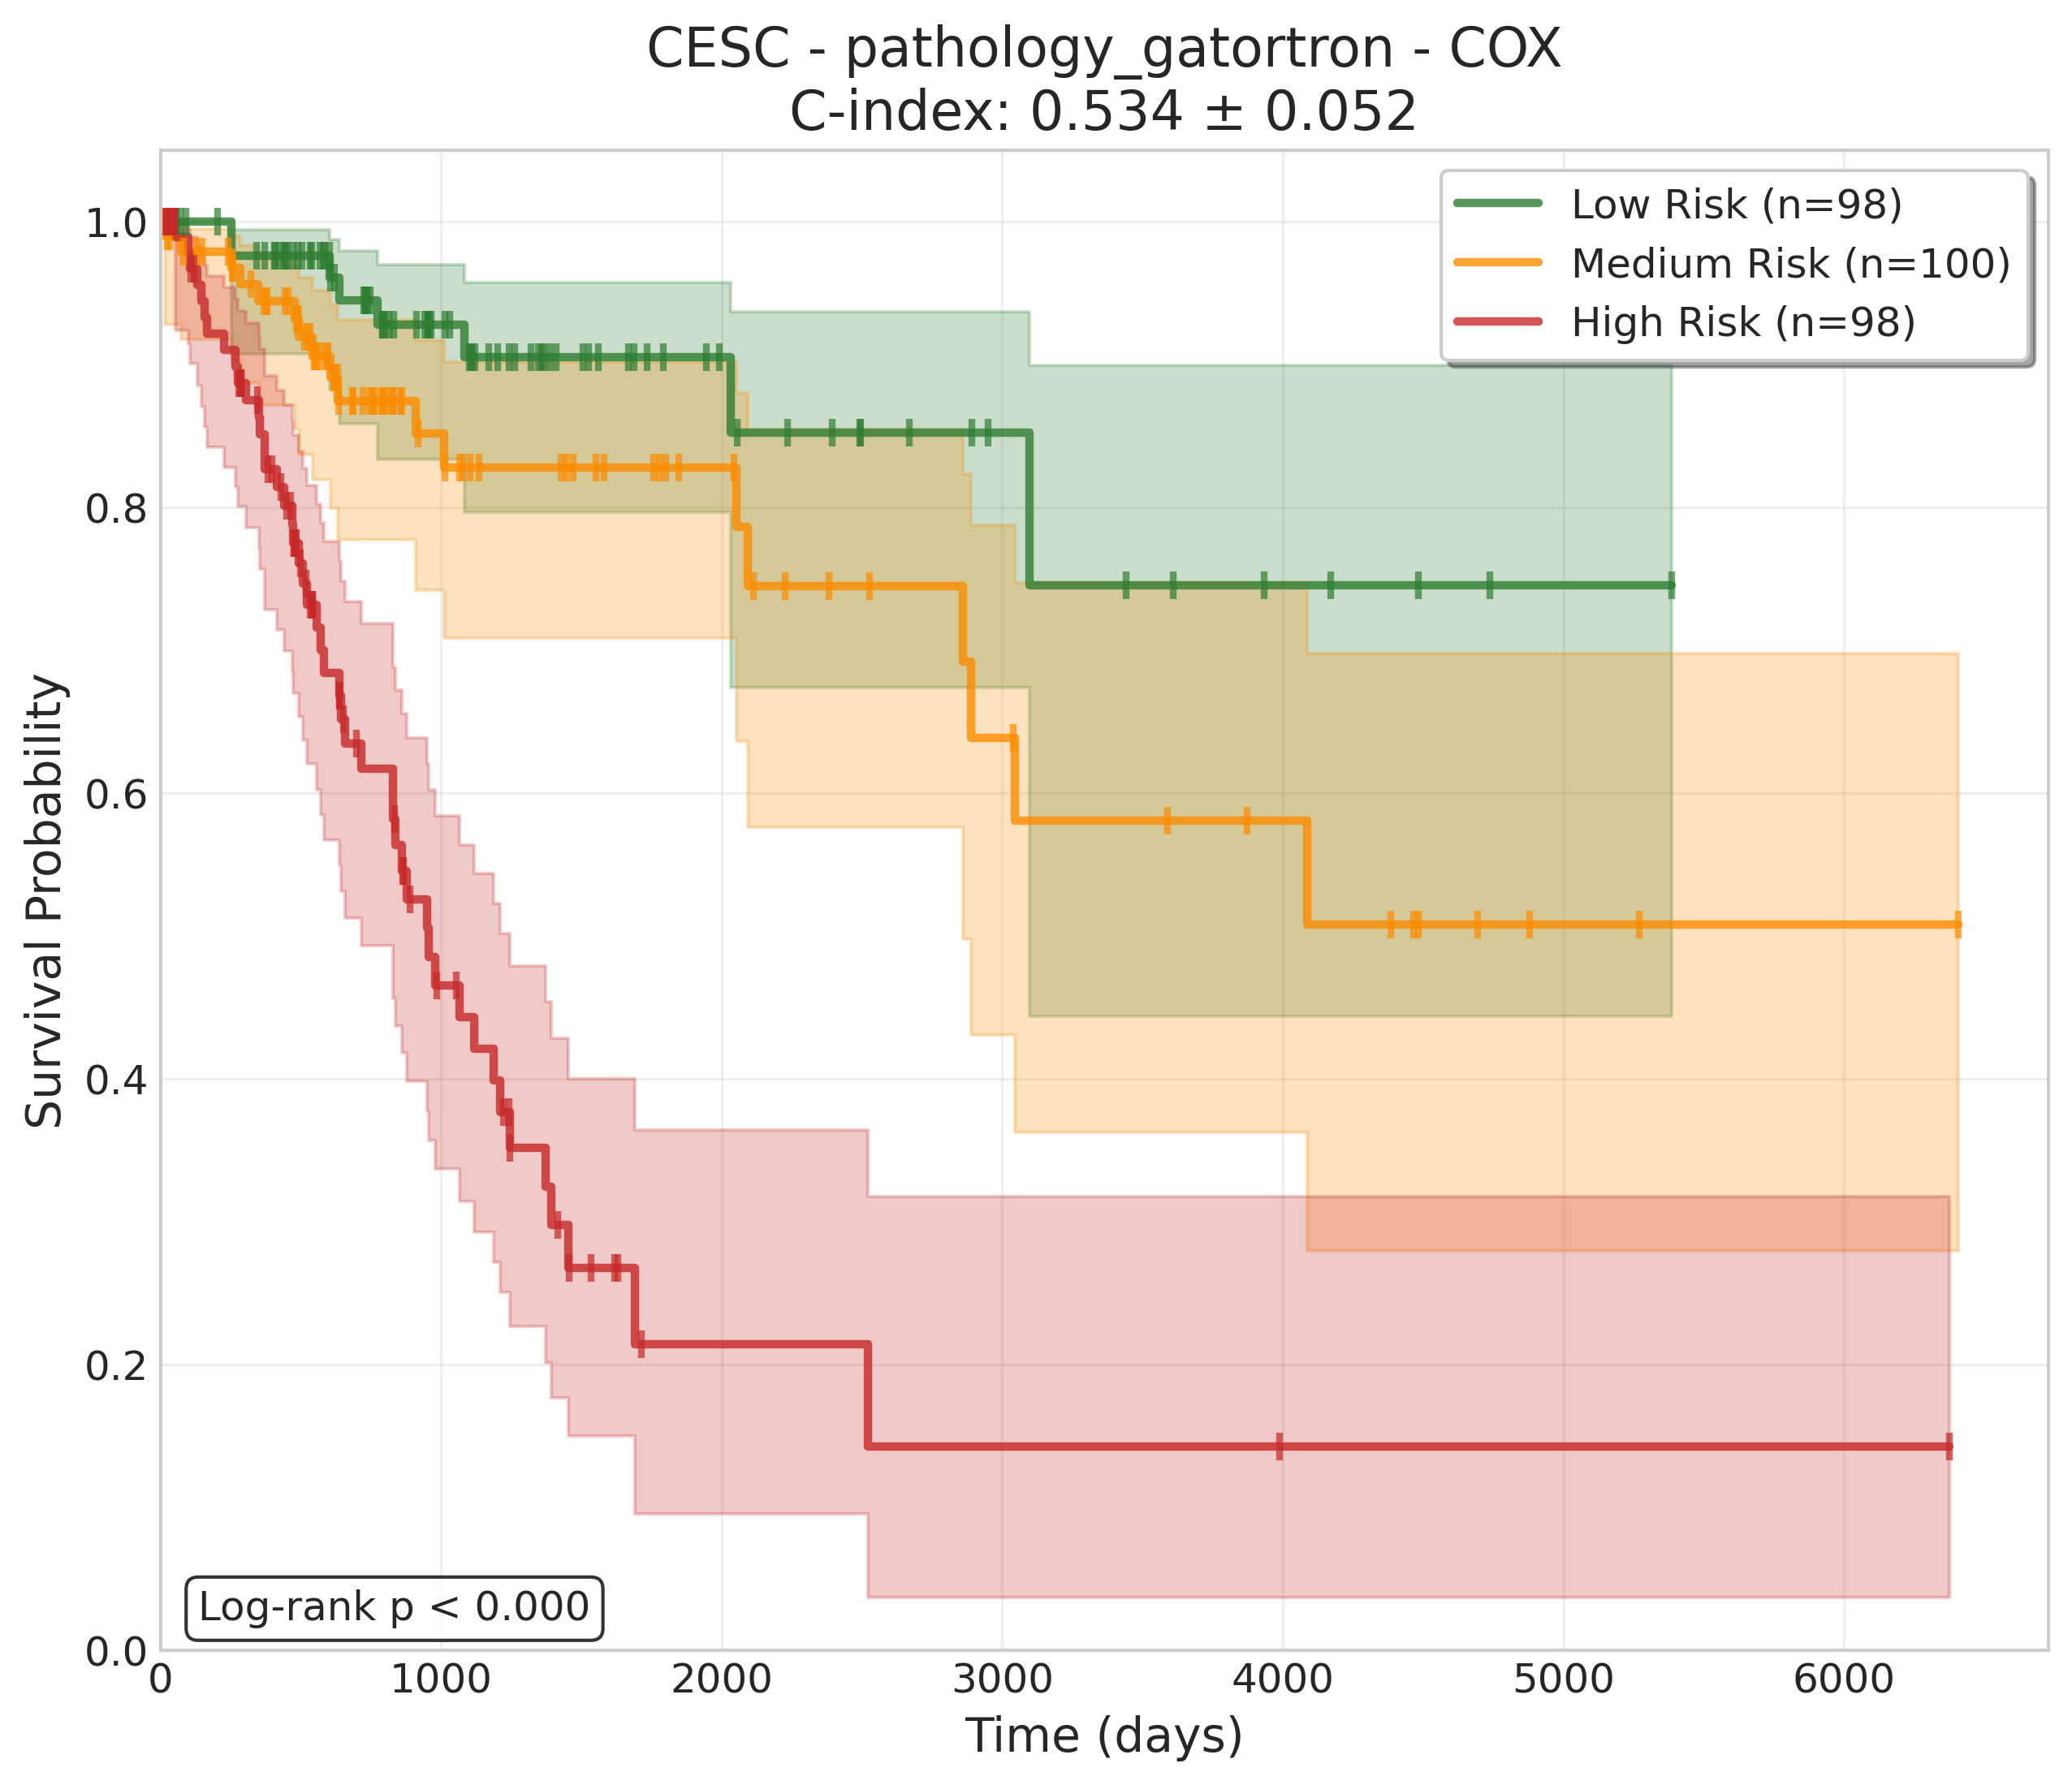 CESC - pathology_gatortron - COX
C-index: 0.534 ± 0.052
Low Risk (n=98)
Medium Risk (n=100)
High Risk (n=98)
Survival Probability
1.0
0.8
0.6
0.4
0.2
0.0
Log-rank p < 0.000
0 1000 2000 3000 4000 5000 6000
Time (days)